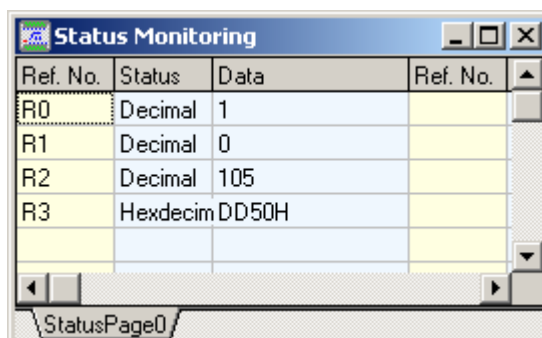 Status Monitoring
Ref. No. Status Data Ref. No.
R0 Decimal 1
R1 Decimal 0
R2 Decimal 105
R3 Hexdecim DD50H
StatusPage0